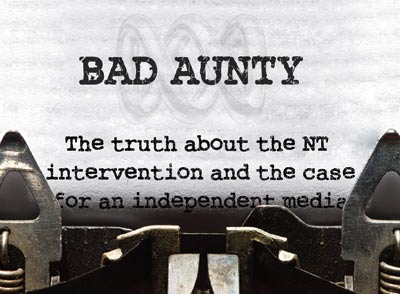 BAD AUNTY
The truth about the NT
intervention and the case
for an independent media